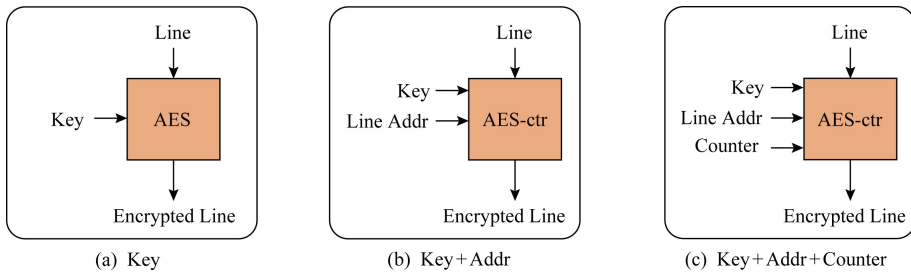 Line
Key
AES
Encrypted Line
(a) Key
Line
Key
Line Addr
AES-ctr
Encrypted Line
(b) Key+Addr
Line
Key
Line Addr
Counter
AES-ctr
Encrypted Line
(c) Key+Addr+Counter